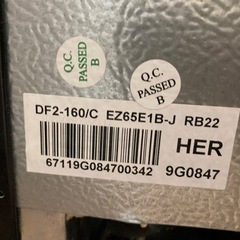 Q.C.
PASSED
B
Q.C.
PASSED
B
DF2-160/C EZ65E1B-J RB22
HER
67119G084700342 9G0847